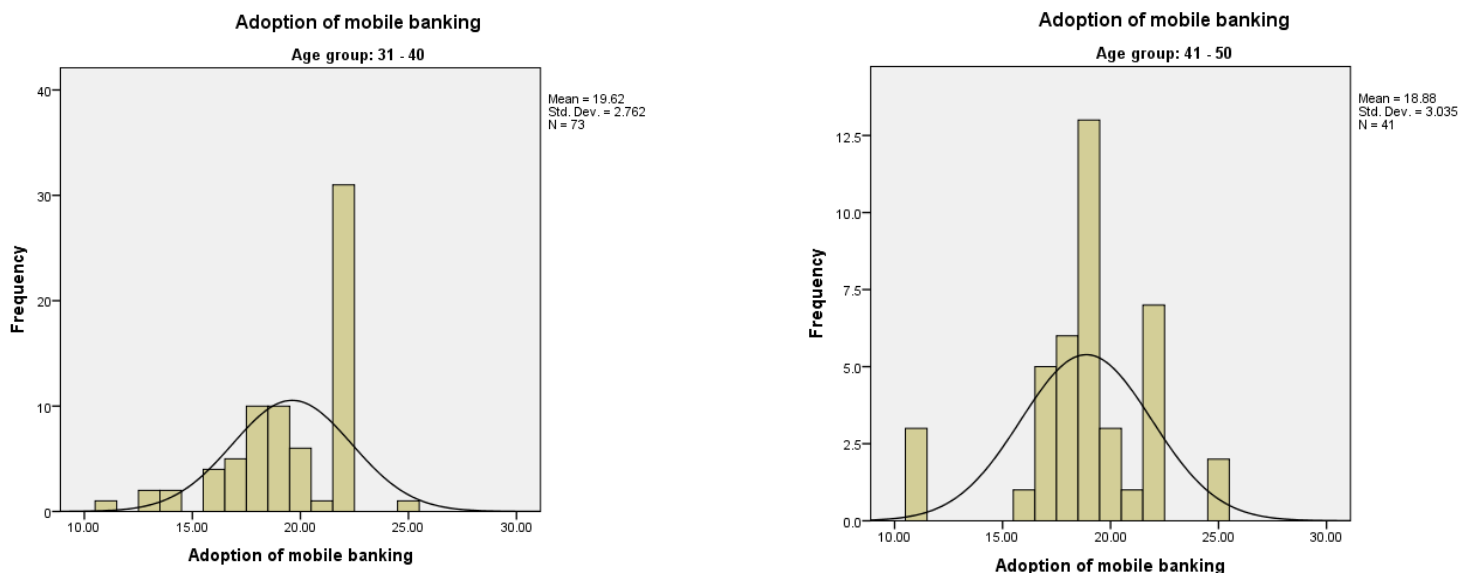 Adoption of mobile banking
Age group: 31 - 40
Mean = 19.62
Std. Dev. = 2.762
N = 73
40
30
20
10
0
Frequency
10.00 15.00 20.00 25.00 30.00
Adoption of mobile banking
Adoption of mobile banking
Age group: 41 - 50
Mean = 18.88
Std. Dev. = 3.035
N = 41
12.5
10.0
7.5
5.0
2.5
0.0
Frequency
10.00 15.00 20.00 25.00 30.00
Adoption of mobile banking